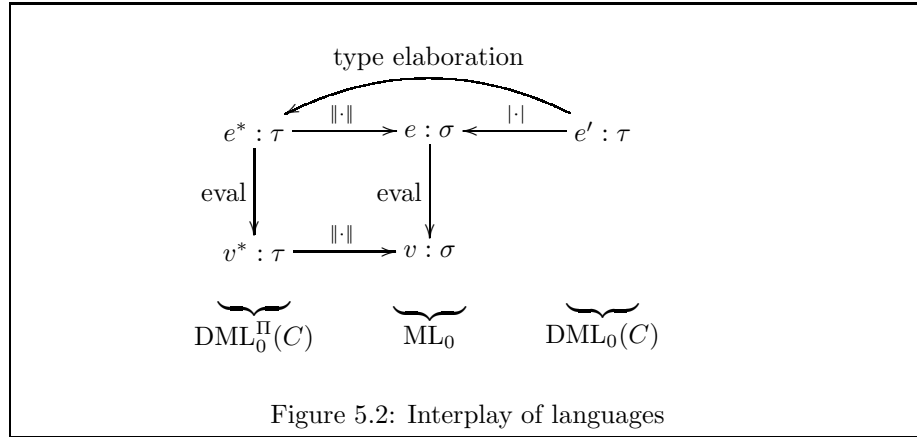 type elaboration
∥·∥ |·|
e* : τ e : σ e′ : τ
eval eval
∥·∥
v* : τ v : σ
DML₀^Π(C) ML₀ DML₀(C)
Figure 5.2: Interplay of languages